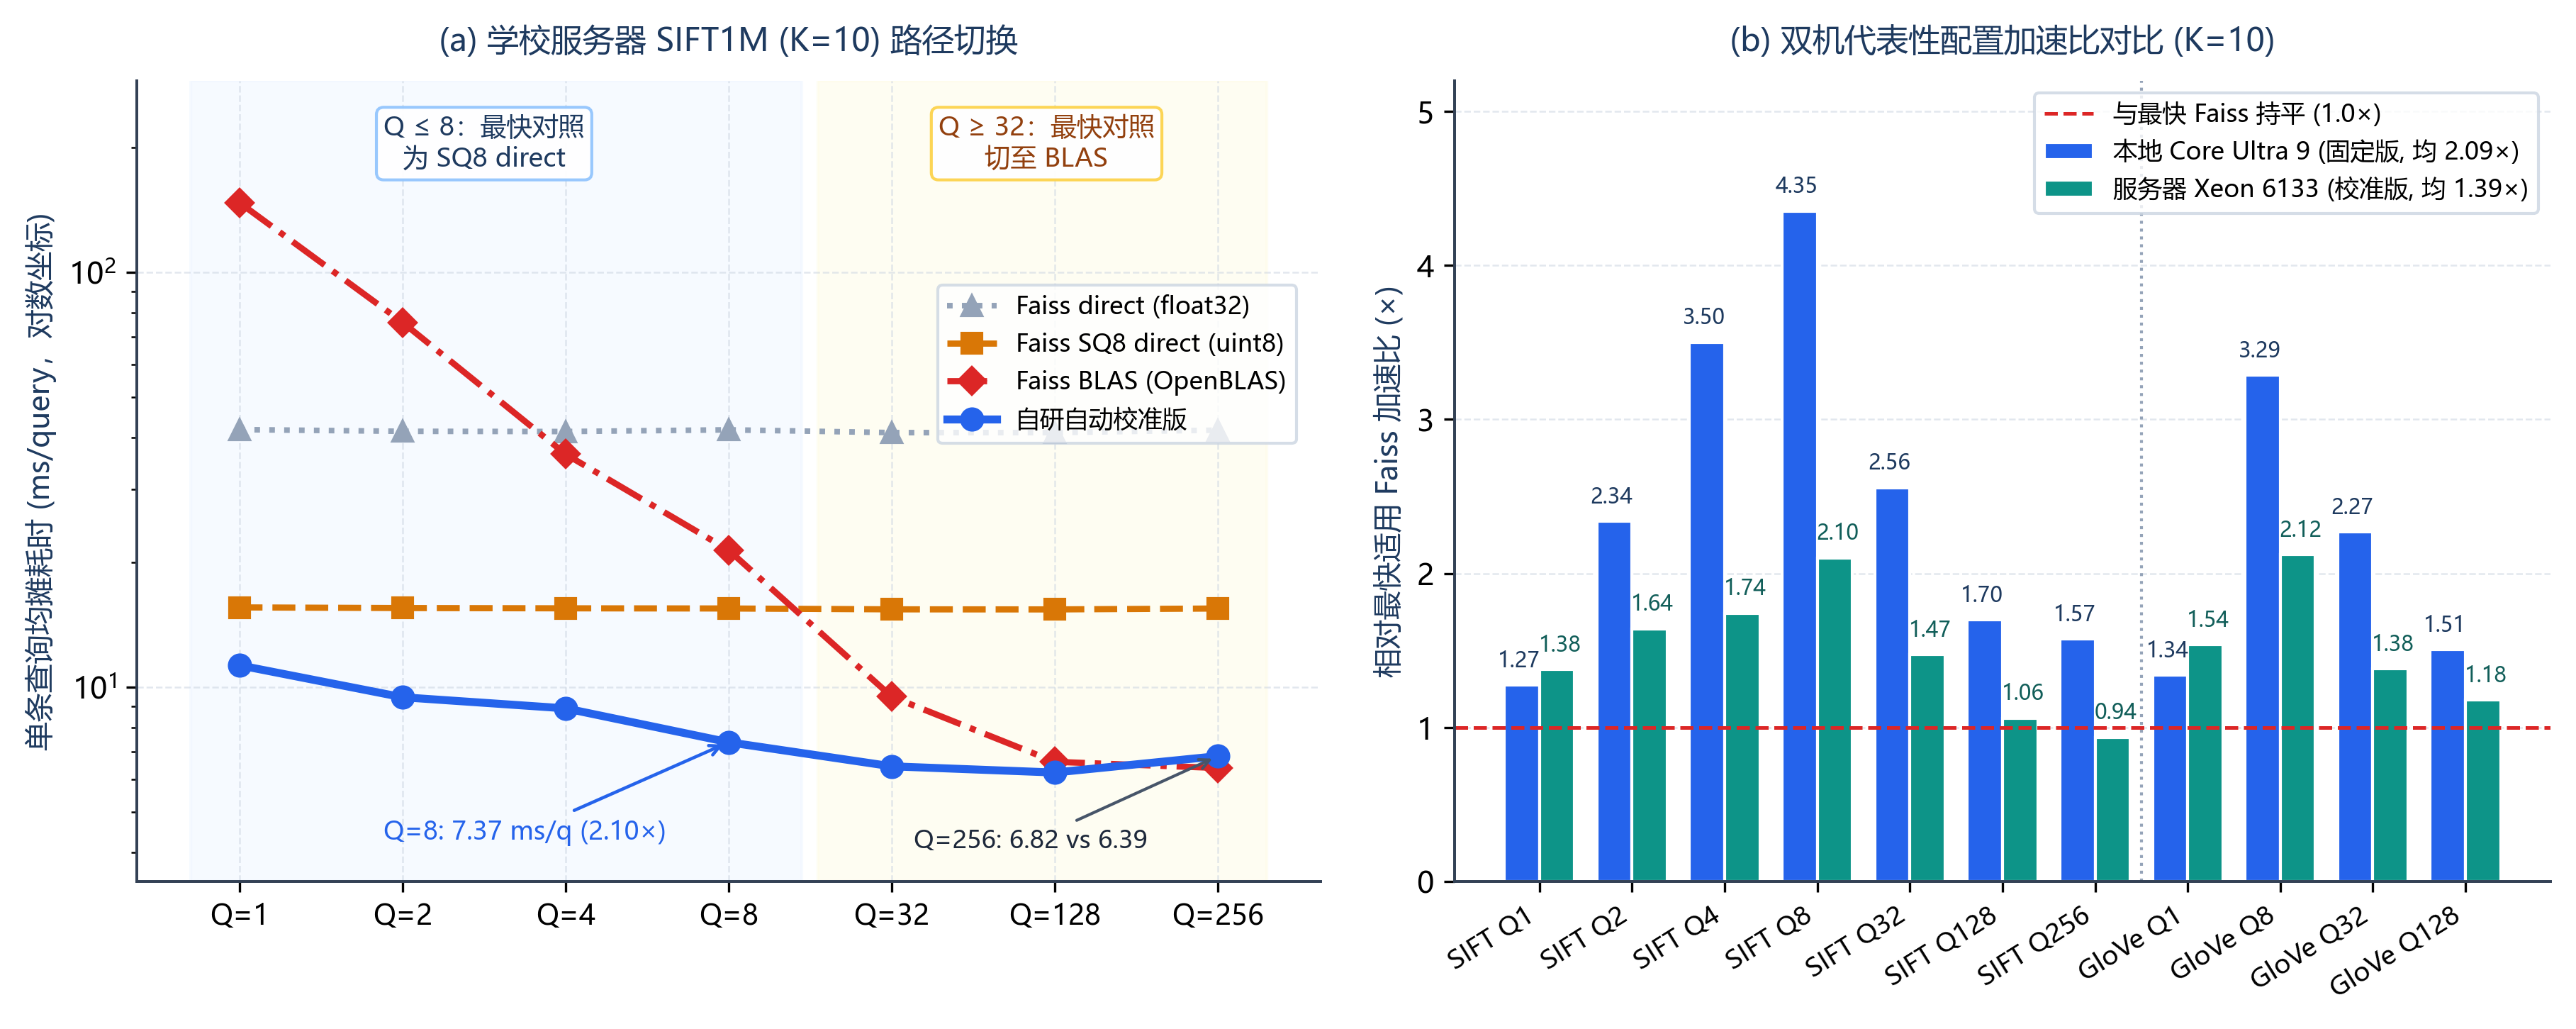 (a) 学校服务器 SIFT1M (K=10) 路径切换
单条查询均摊耗时 (ms/query，对数坐标)
10²
10¹
Q ≤ 8：最快对照
为 SQ8 direct
Q ≥ 32：最快对照
切至 BLAS
Faiss direct (float32)
Faiss SQ8 direct (uint8)
Faiss BLAS (OpenBLAS)
自研自动校准版
Q=8: 7.37 ms/q (2.10×)
Q=256: 6.82 vs 6.39
Q=1
Q=2
Q=4
Q=8
Q=32
Q=128
Q=256
(b) 双机代表性配置加速比对比 (K=10)
相对最快适用 Faiss 加速比 (×)
5
4
3
2
1
0
与最快 Faiss 持平 (1.0×)
本地 Core Ultra 9 (固定版, 均 2.09×)
服务器 Xeon 6133 (校准版, 均 1.39×)
1.27
1.38
2.34
1.64
3.50
1.74
4.35
2.10
2.56
1.47
1.70
1.06
1.57
0.94
1.34
1.54
3.29
2.12
2.27
1.38
1.51
1.18
SIFT Q1
SIFT Q2
SIFT Q4
SIFT Q8
SIFT Q32
SIFT Q128
SIFT Q256
GloVe Q1
GloVe Q8
GloVe Q32
GloVe Q128